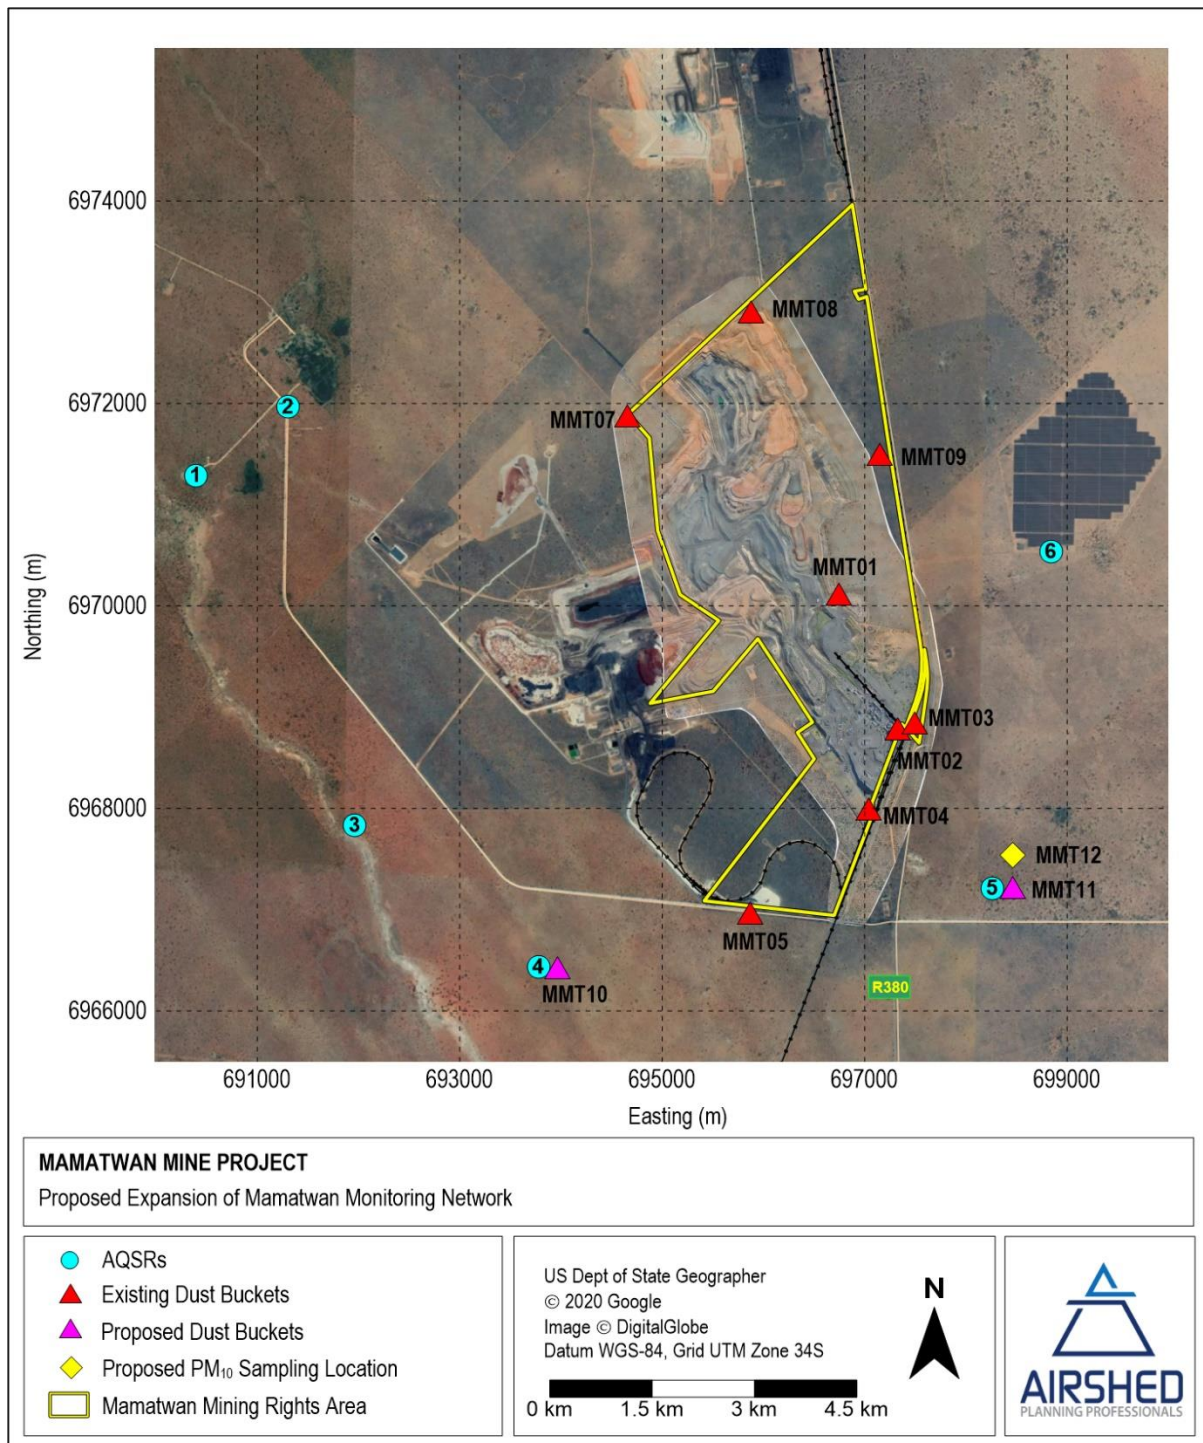 6974000
MMT08
6972000
MMT07
2
MMT09
1
6
MMT01
6970000
Northing (m)
MMT03
MMT02
6968000
MMT04
3
MMT12
5
MMT11
MMT05
4
MMT10
R380
6966000
691000
693000
695000
697000
699000
Easting (m)
MAMATWAN MINE PROJECT
Proposed Expansion of Mamatwan Monitoring Network
AQSRs
Existing Dust Buckets
Proposed Dust Buckets
Proposed PM₁₀ Sampling Location
Mamatwan Mining Rights Area
US Dept of State Geographer
© 2020 Google
Image © DigitalGlobe
Datum WGS-84, Grid UTM Zone 34S
0 km 1.5 km 3 km 4.5 km
N
AIRSHED
PLANNING PROFESSIONALS